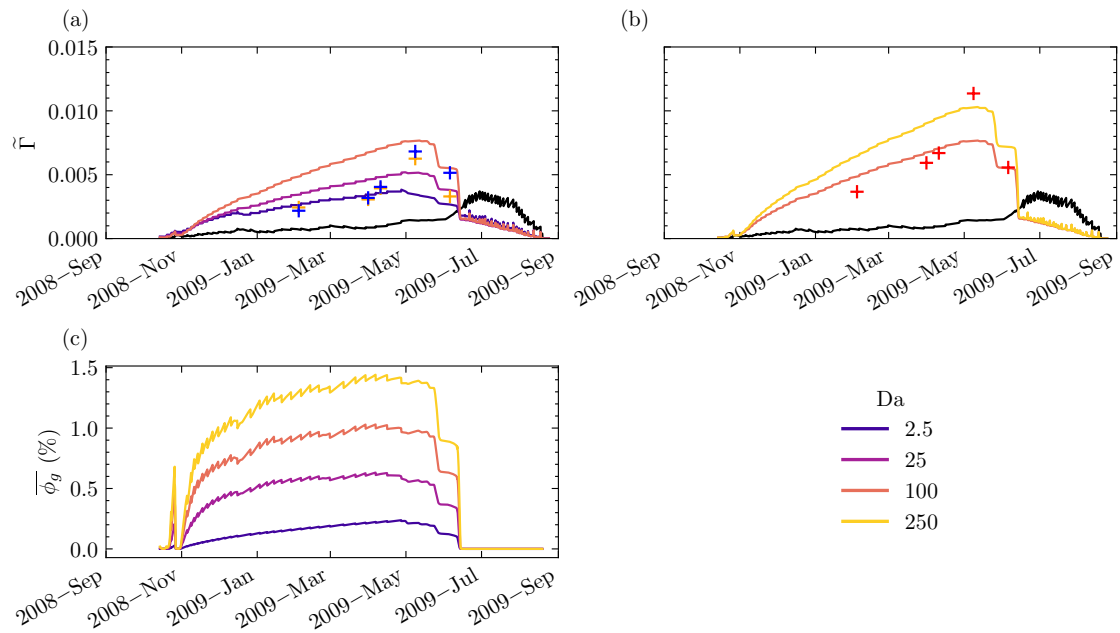 (a)
(b)
0.015
0.010
0.005
0.000
Γ̃
2008−Sep
2008−Nov
2009−Jan
2009−Mar
2009−May
2009−Jul
2009−Sep
2008−Sep
2008−Nov
2009−Jan
2009−Mar
2009−May
2009−Jul
2009−Sep
(c)
1.5
1.0
0.5
0.0
ϕ̅_g (%)
2008−Sep
2008−Nov
2009−Jan
2009−Mar
2009−May
2009−Jul
2009−Sep
Da
2.5
25
100
250